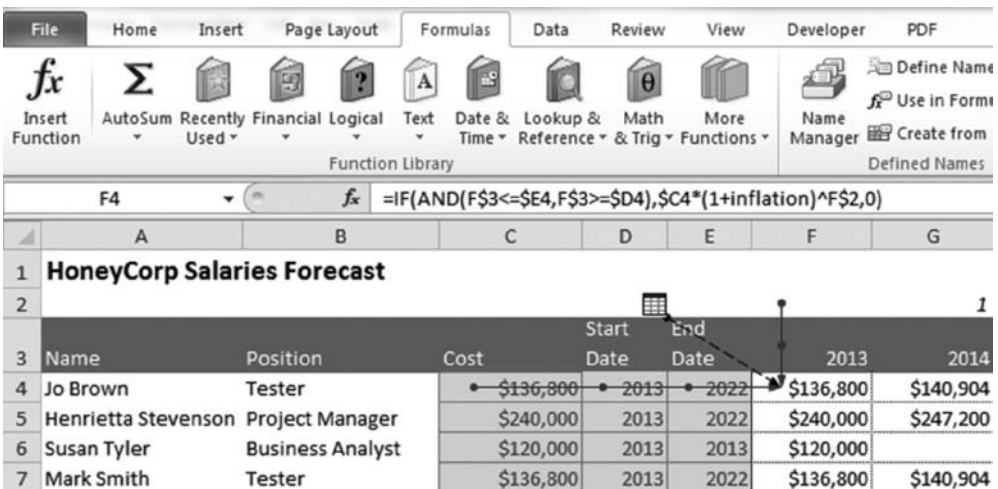 File Home Insert Page Layout Formulas Data Review View Developer PDF
fx Σ ? A θ Define Name
fx Use in Formu
Insert AutoSum Recently Financial Logical Text Date & Lookup & Math More Name
Function Used Time Reference & Trig Functions Manager Create from
Function Library Defined Names
F4 fx =IF(AND(F$3<=$E4,F$3>=$D4),$C4*(1+inflation)^F$2,0)
A B C D E F G
1 HoneyCorp Salaries Forecast
2 1
Start End
3 Name Position Cost Date Date 2013 2014
4 Jo Brown Tester $136,800 2013 2022 $136,800 $140,904
5 Henrietta Stevenson Project Manager $240,000 2013 2022 $240,000 $247,200
6 Susan Tyler Business Analyst $120,000 2013 2013 $120,000
7 Mark Smith Tester $136,800 2013 2022 $136,800 $140,904